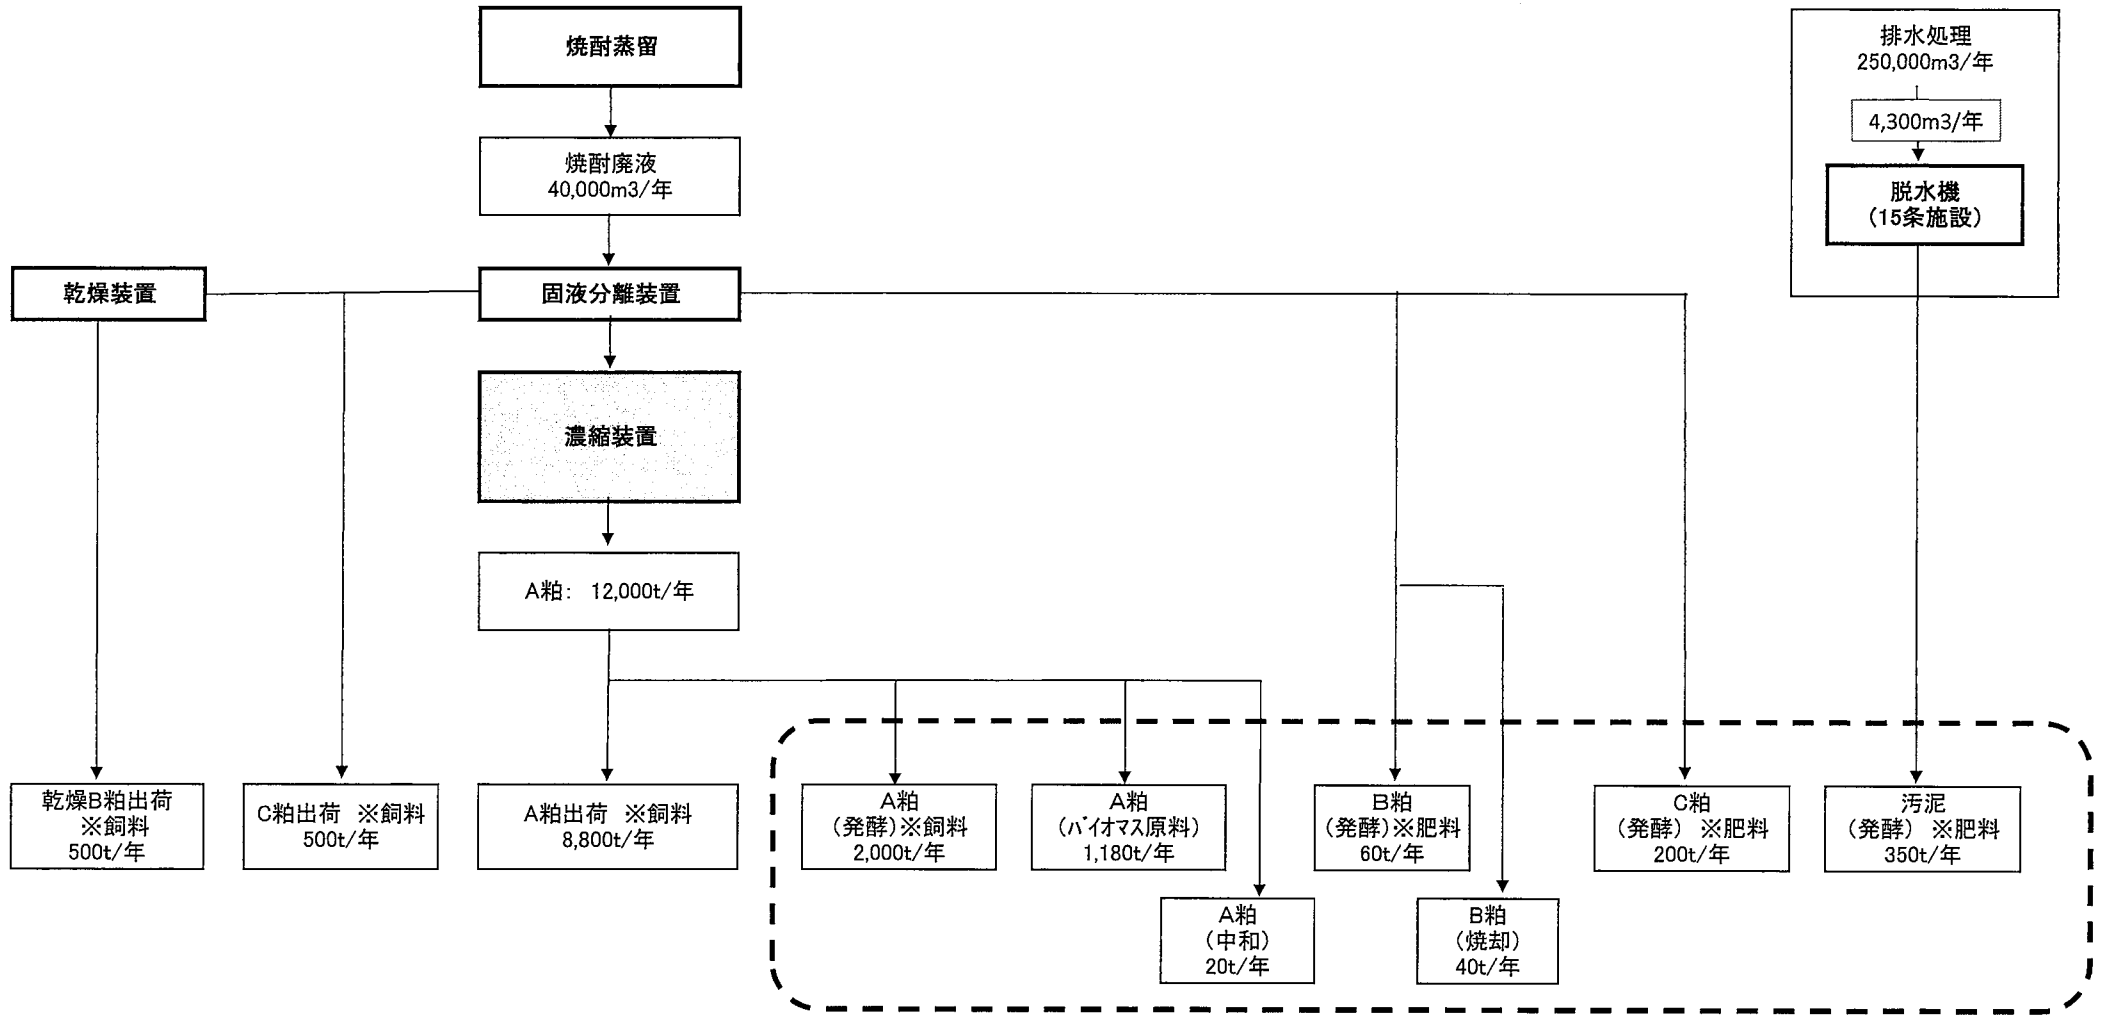 焼酎蒸留
焼酎廃液
40,000m3/年
排水処理
250,000m3/年
4,300m3/年
脱水機
(15条施設)
乾燥装置
固液分離装置
濃縮装置
A粕: 12,000t/年
乾燥B粕出荷
※飼料
500t/年
C粕出荷 ※飼料
500t/年
A粕出荷 ※飼料
8,800t/年
A粕
(発酵)※飼料
2,000t/年
A粕
(バイオマス原料)
1,180t/年
A粕
(中和)
20t/年
B粕
(発酵)※肥料
60t/年
B粕
(焼却)
40t/年
C粕
(発酵) ※肥料
200t/年
汚泥
(発酵) ※肥料
350t/年